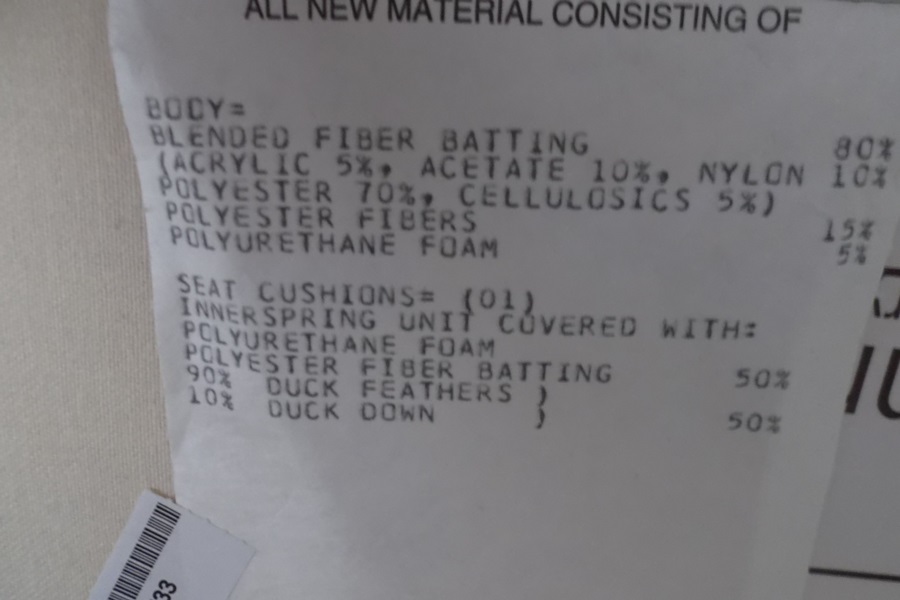 ALL NEW MATERIAL CONSISTING OF
BODY=
BLENDED FIBER BATTING 80%
(ACRYLIC 5%, ACETATE 10%, NYLON 10%
POLYESTER 70%, CELLULOSICS 5%)
POLYESTER FIBERS 15%
POLYURETHANE FOAM 5%
SEAT CUSHIONS= (01)
INNERSPRING UNIT COVERED WITH=
POLYURETHANE FOAM
POLYESTER FIBER BATTING 50%
90% DUCK FEATHERS )
10% DUCK DOWN ) 50%
33